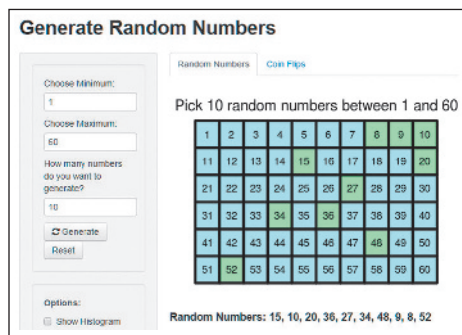 Generate Random Numbers
Random Numbers Coin Flips
Choose Minimum:
1
Choose Maximum:
60
How many numbers
do you want to
generate?
10
Generate
Reset
Options:
Show Histogram
Pick 10 random numbers between 1 and 60
1 2 3 4 5 6 7 8 9 10
11 12 13 14 15 16 17 18 19 20
21 22 23 24 25 26 27 28 29 30
31 32 33 34 35 36 37 38 39 40
41 42 43 44 45 46 47 48 49 50
51 52 53 54 55 56 57 58 59 60
Random Numbers: 15, 10, 20, 36, 27, 34, 48, 9, 8, 52